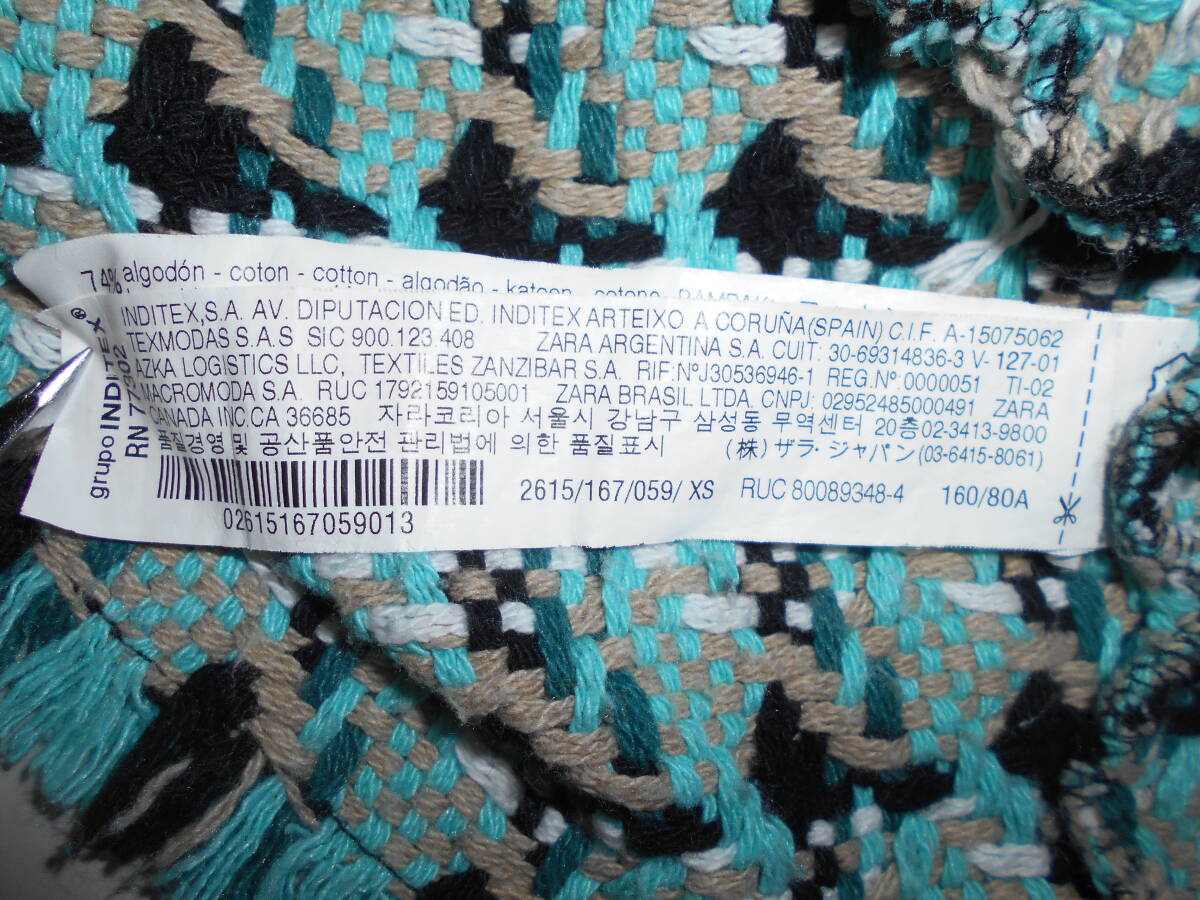 74% algodón - coton - cotton - algodão - katoen - cotone
INDITEX,S.A. AV. DIPUTACION ED. INDITEX ARTEIXO A CORUÑA(SPAIN) C.I.F. A-15075062
TEXMODAS S.A.S SIC 900.123.408 ZARA ARGENTINA S.A. CUIT: 30-69314836-3 V-127-01
AZKA LOGISTICS LLC, TEXTILES ZANZIBAR S.A. RIF:NºJ30536946-1 REG.Nº:0000051 TI-02
MACROMODA S.A. RUC 1792159105001 ZARA BRASIL LTDA. CNPJ: 02952485000491 ZARA
CANADA INC.CA 36685 자라코리아 서울시 강남구 삼성동 무역센터 20층02-3413-9800
품질경영 및 공산품안전 관리법에 의한 품질표시 (株) ザラ・ジャパン (03-6415-8061)
2615/167/059/ XS RUC 80089348-4 160/80A
02615167059013
grupo INDITEX®
RN 77302